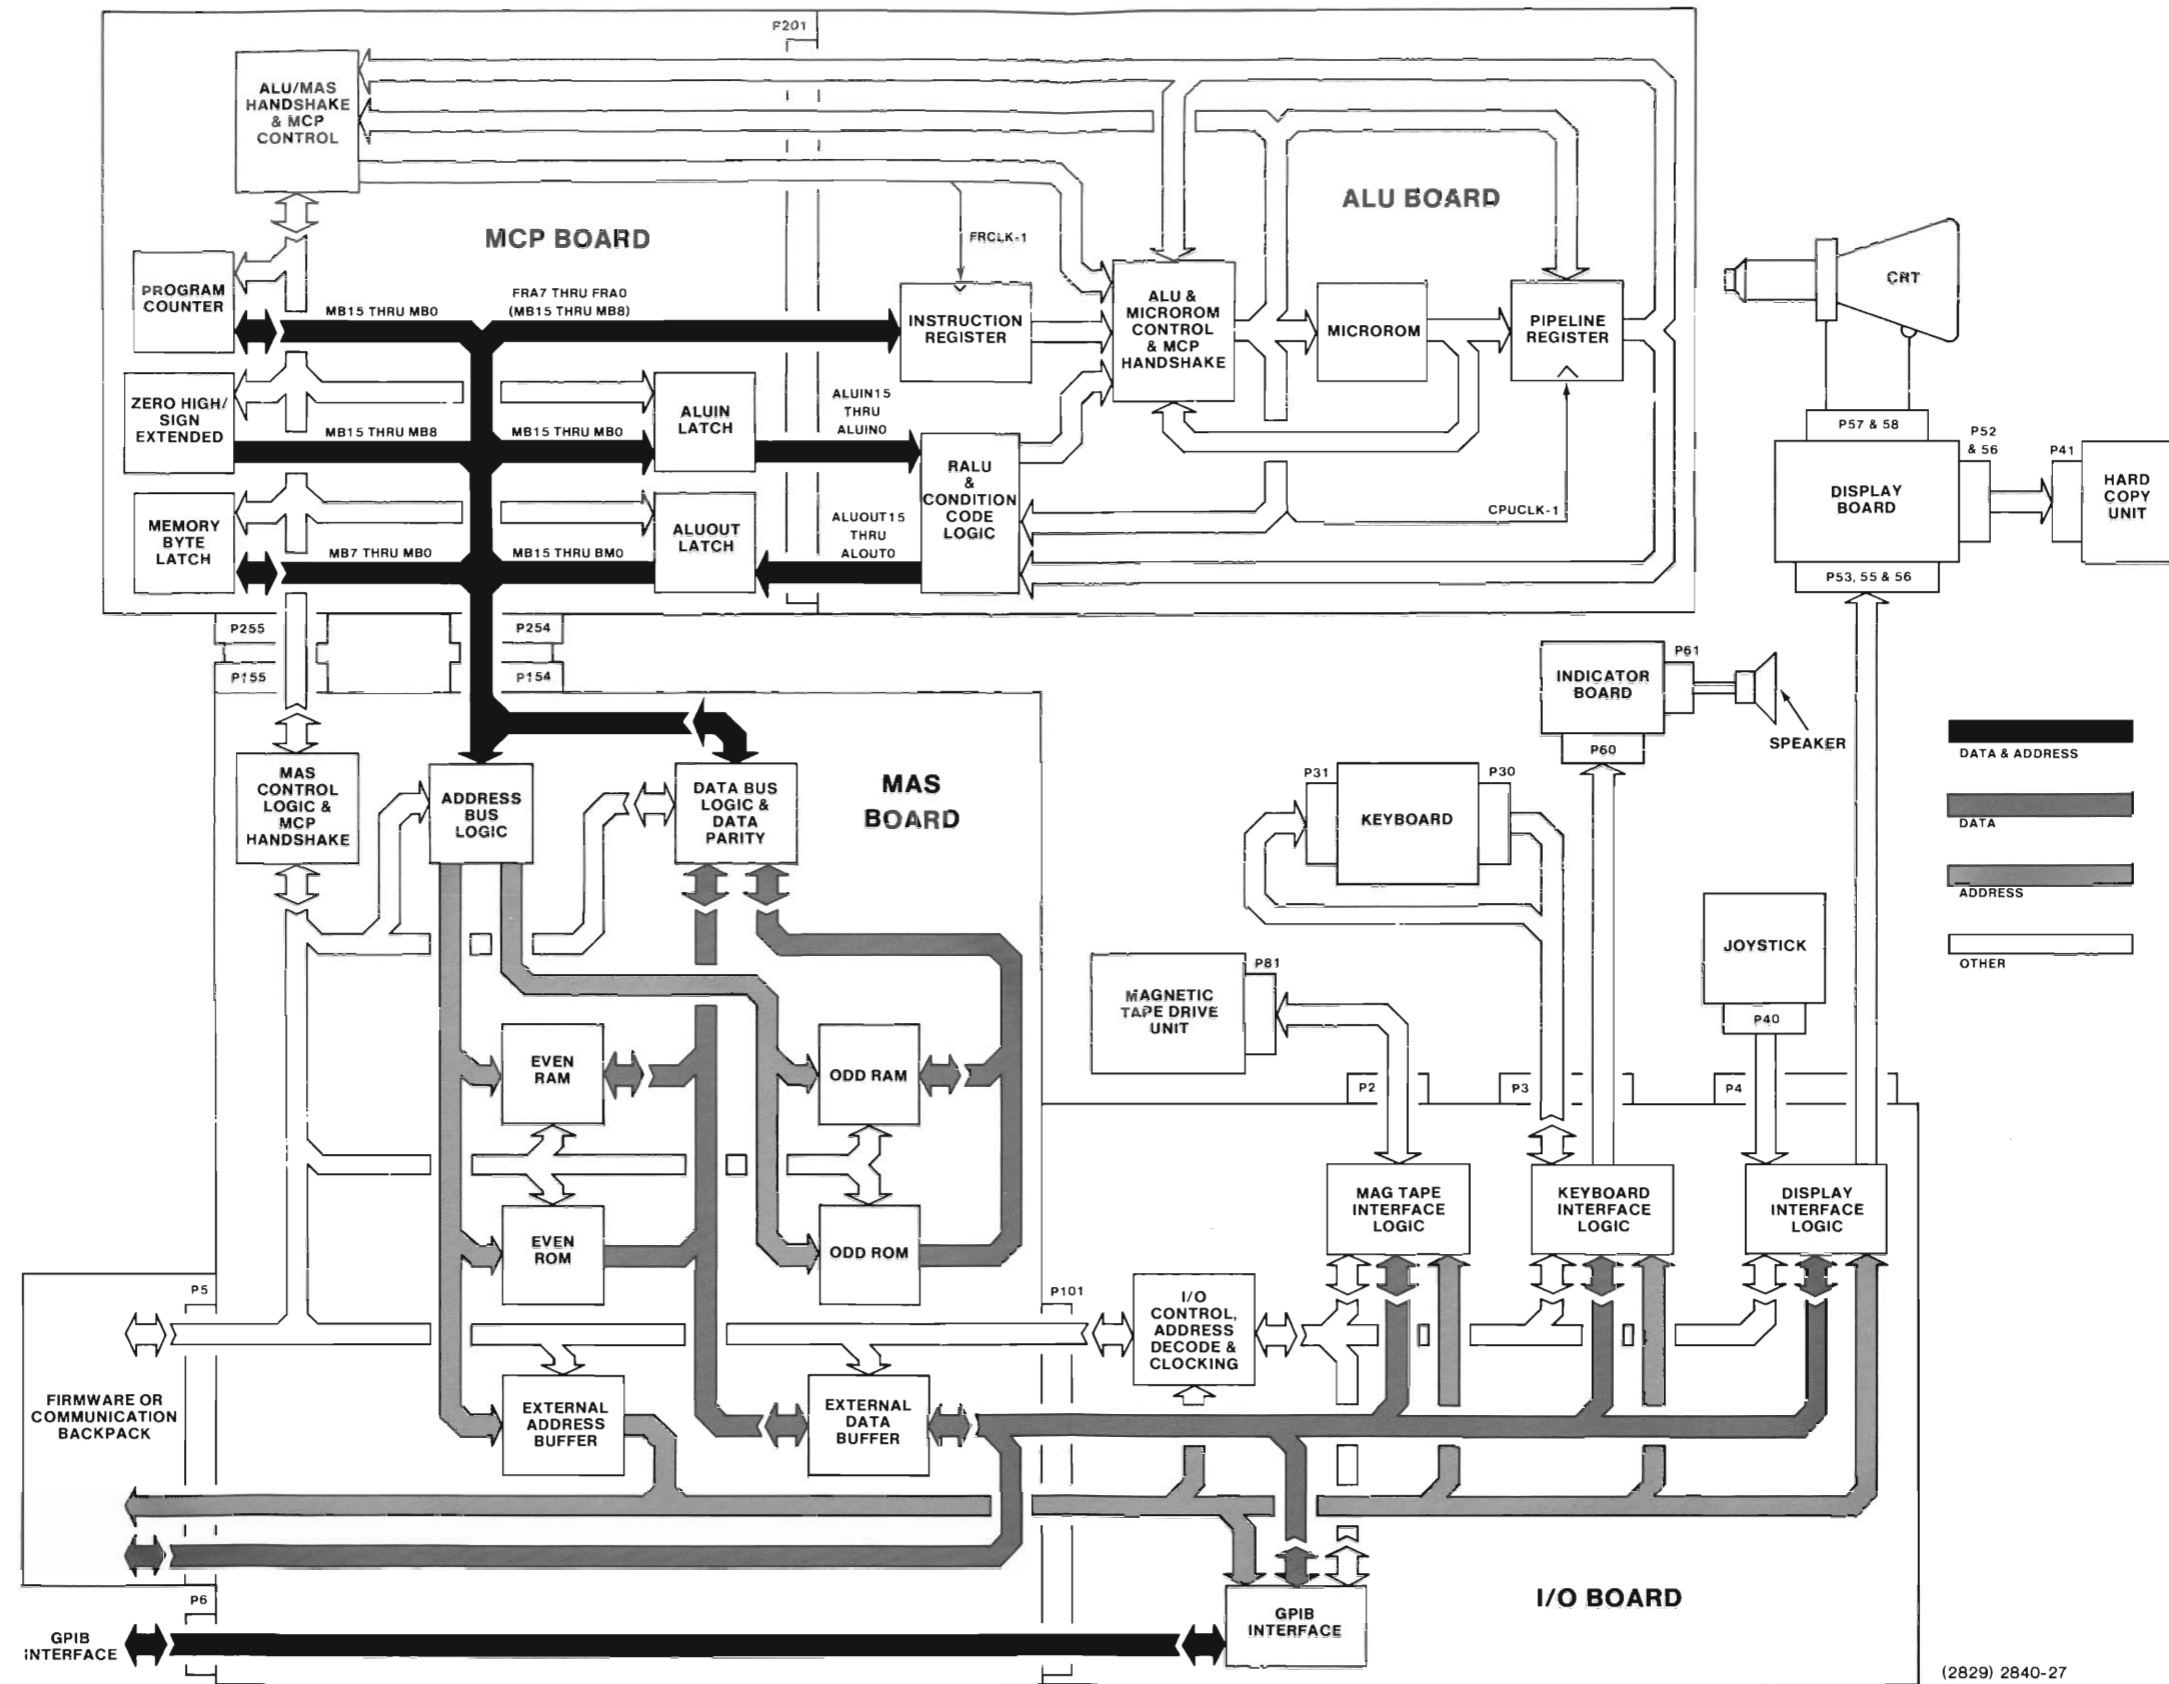 P201
ALU/MAS
HANDSHAKE
& MCP
CONTROL
MCP BOARD
ALU BOARD
FRCLK-1
PROGRAM
COUNTER
MB15 THRU MB0
FRA7 THRU FRA0
(MB15 THRU MB8)
INSTRUCTION
REGISTER
ALU &
MICROROM
CONTROL
& MCP
HANDSHAKE
MICROROM
PIPELINE
REGISTER
CRT
ZERO HIGH/
SIGN
EXTENDED
MB15 THRU MB8
MB15 THRU MB0
ALUIN
LATCH
ALUIN15
THRU
ALUIN0
RALU
&
CONDITION
CODE
LOGIC
MEMORY
BYTE
LATCH
MB7 THRU MB0
MB15 THRU BM0
ALUOUT
LATCH
ALUOUT15
THRU
ALOUT0
CPUCLK-1
P57 & 58
P52
& 56
P41
DISPLAY
BOARD
HARD
COPY
UNIT
P53, 55 & 56
P255
P254
P155
P154
INDICATOR
BOARD
P61
P60
SPEAKER
DATA & ADDRESS
DATA
ADDRESS
OTHER
MAS
CONTROL
LOGIC &
MCP
HANDSHAKE
ADDRESS
BUS
LOGIC
DATA BUS
LOGIC &
DATA
PARITY
MAS
BOARD
P31
KEYBOARD
P30
JOYSTICK
P40
MAGNETIC
TAPE DRIVE
UNIT
P81
EVEN
RAM
ODD RAM
P2
P3
P4
EVEN
ROM
ODD ROM
MAG TAPE
INTERFACE
LOGIC
KEYBOARD
INTERFACE
LOGIC
DISPLAY
INTERFACE
LOGIC
P5
P101
I/O
CONTROL,
ADDRESS
DECODE &
CLOCKING
FIRMWARE OR
COMMUNICATION
BACKPACK
EXTERNAL
ADDRESS
BUFFER
EXTERNAL
DATA
BUFFER
P6
GPIB
INTERFACE
GPIB
INTERFACE
I/O BOARD
(2829) 2840-27